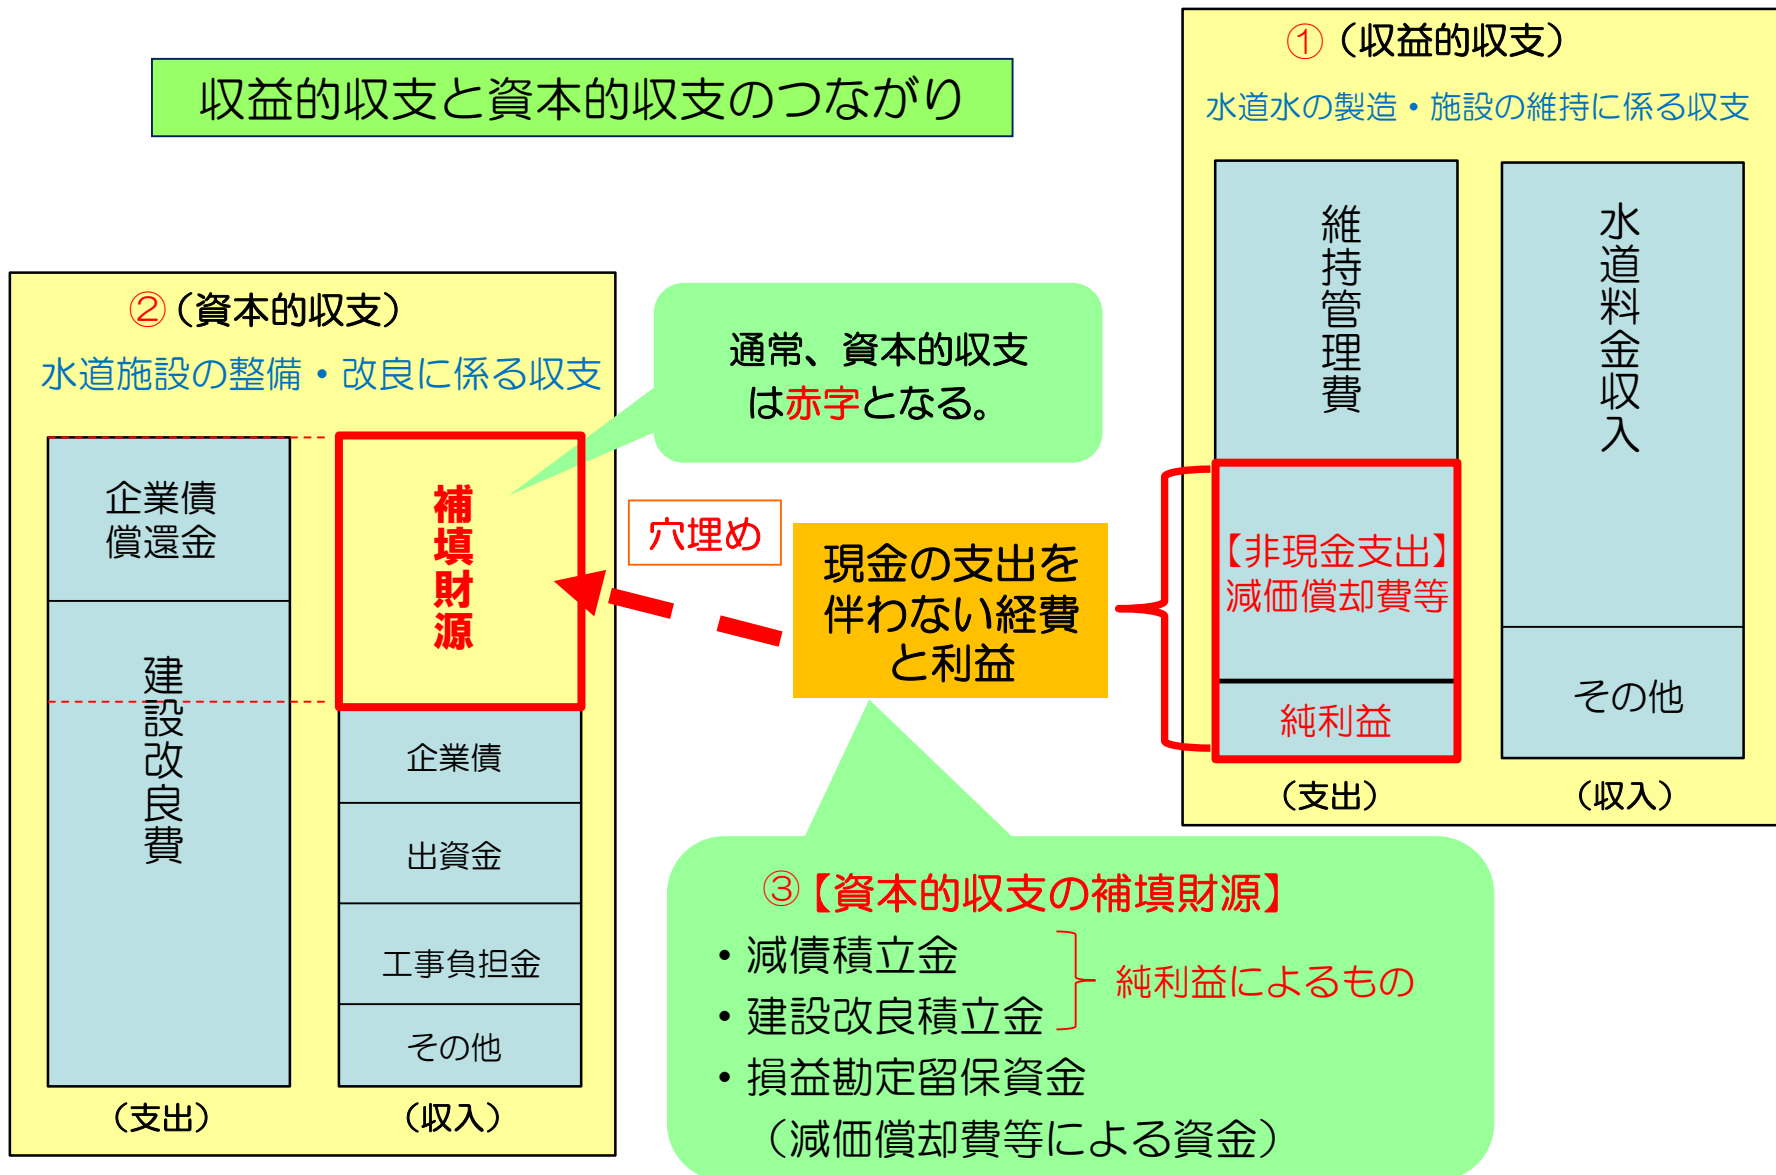 収益的収支と資本的収支のつながり
①（収益的収支）
水道水の製造・施設の維持に係る収支
維持管理費
【非現金支出】
減価償却費等
純利益
（支出）
水道料金収入
その他
（収入）
②（資本的収支）
水道施設の整備・改良に係る収支
企業債
償還金
建設改良費
（支出）
補填財源
企業債
出資金
工事負担金
その他
（収入）
通常、資本的収支
は赤字となる。
穴埋め
現金の支出を
伴わない経費
と利益
③【資本的収支の補填財源】
・減債積立金
・建設改良積立金
純利益によるもの
・損益勘定留保資金
（減価償却費等による資金）